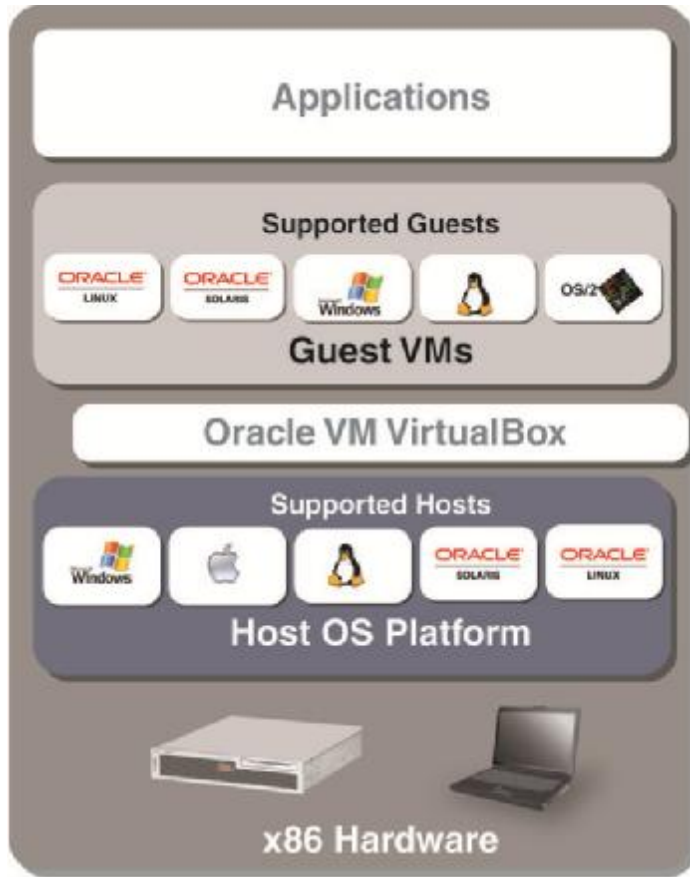 Applications
Supported Guests
ORACLE
LINUX
ORACLE
SOLARIS
Windows
OS/2
Guest VMs
Oracle VM VirtualBox
Supported Hosts
Windows
ORACLE
SOLARIS
ORACLE
LINUX
Host OS Platform
x86 Hardware